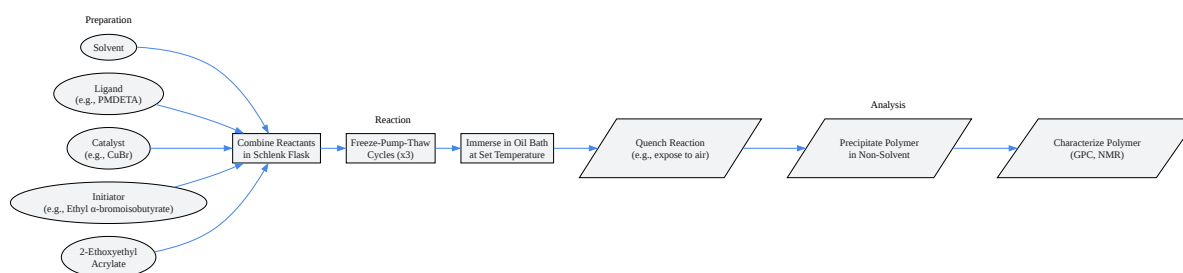 Preparation
Solvent
Ligand
(e.g., PMDETA)
Catalyst
(e.g., CuBr)
Initiator
(e.g., Ethyl α-bromoisobutyrate)
2-Ethoxyethyl
Acrylate
Combine Reactants
in Schlenk Flask
Reaction
Freeze-Pump-Thaw
Cycles (x3)
Immerse in Oil Bath
at Set Temperature
Quench Reaction
(e.g., expose to air)
Analysis
Precipitate Polymer
in Non-Solvent
Characterize Polymer
(GPC, NMR)